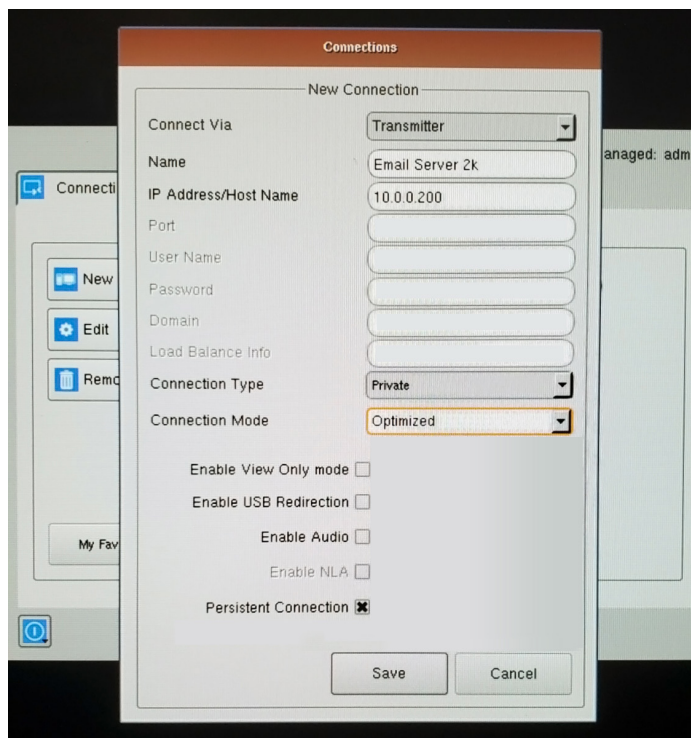 Connections
New Connection
Connect Via Transmitter
Name Email Server 2k
IP Address/Host Name 10.0.0.200
Port
User Name
Password
Domain
Load Balance Info
Connection Type Private
Connection Mode Optimized
Enable View Only mode
Enable USB Redirection
Enable Audio
Enable NLA
Persistent Connection
Save Cancel
anaged: adm
Connecti
New
Edit
Remo
My Fav